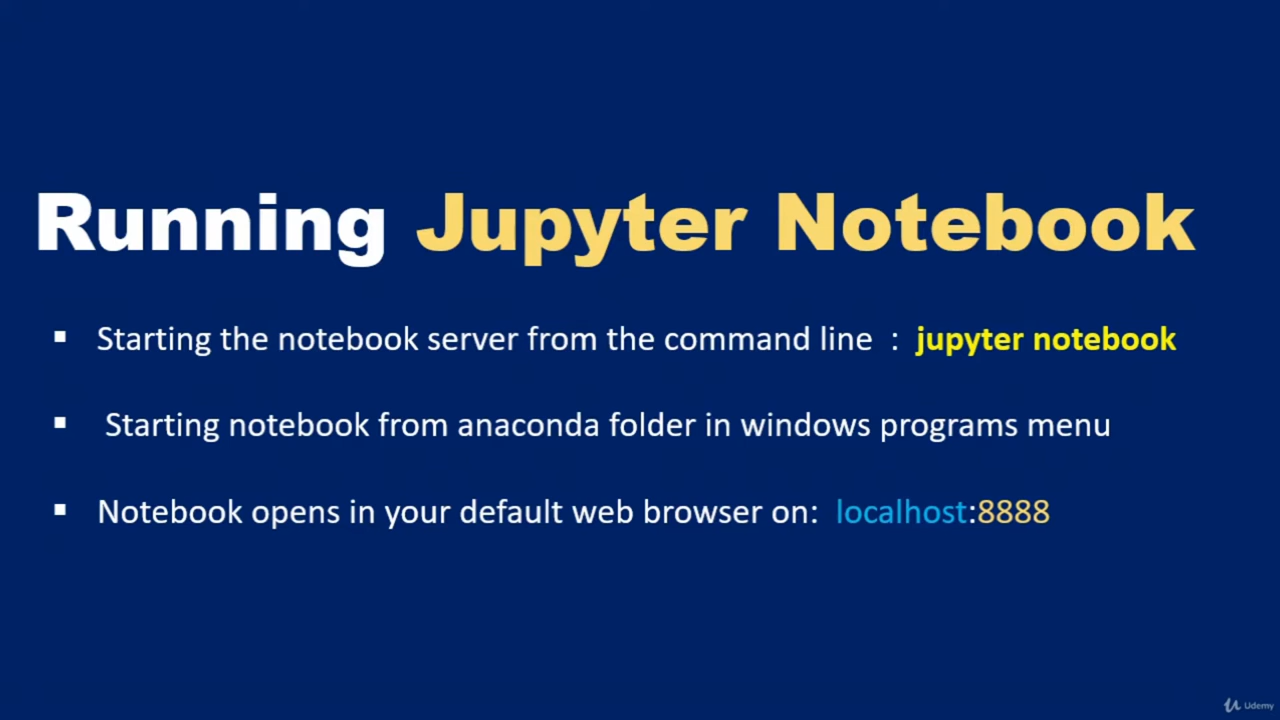 Running Jupyter Notebook
▪ Starting the notebook server from the command line : jupyter notebook
▪ Starting notebook from anaconda folder in windows programs menu
▪ Notebook opens in your default web browser on: localhost:8888
Udemy